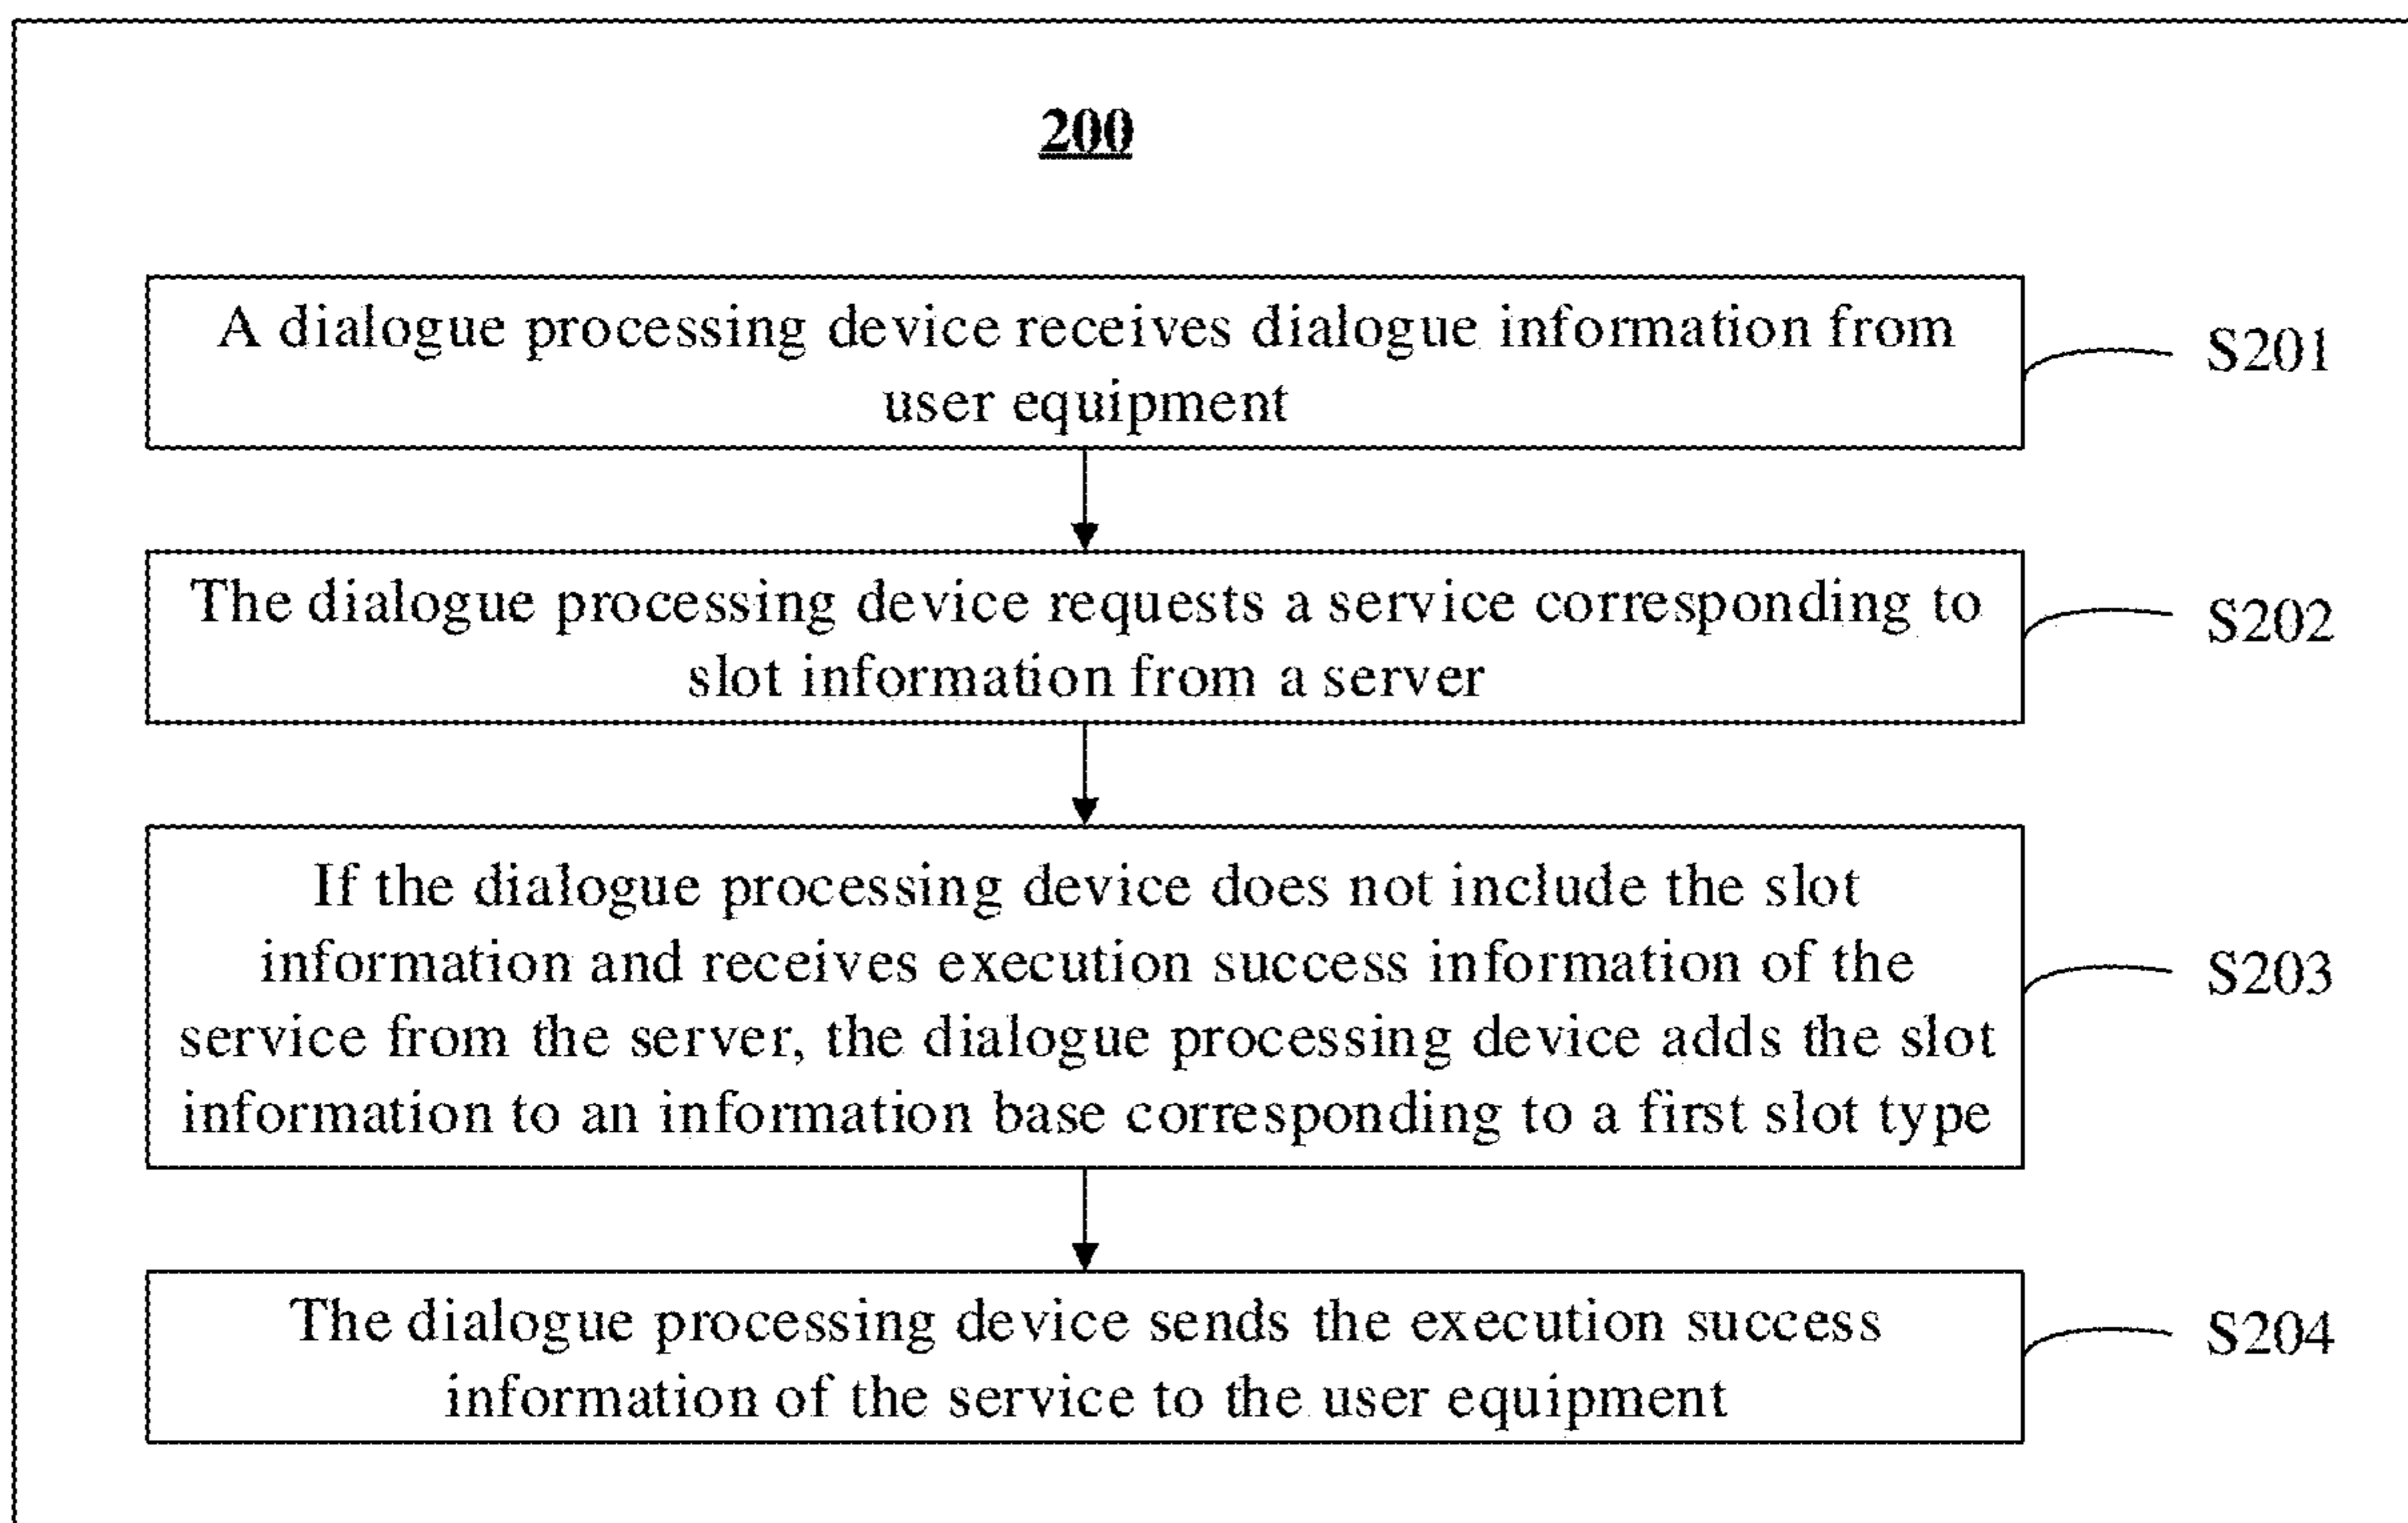 200
A dialogue processing device receives dialogue information from
user equipment
S201
The dialogue processing device requests a service corresponding to
slot information from a server
S202
If the dialogue processing device does not include the slot
information and receives execution success information of the
service from the server, the dialogue processing device adds the slot
information to an information base corresponding to a first slot type
S203
The dialogue processing device sends the execution success
information of the service to the user equipment
S204